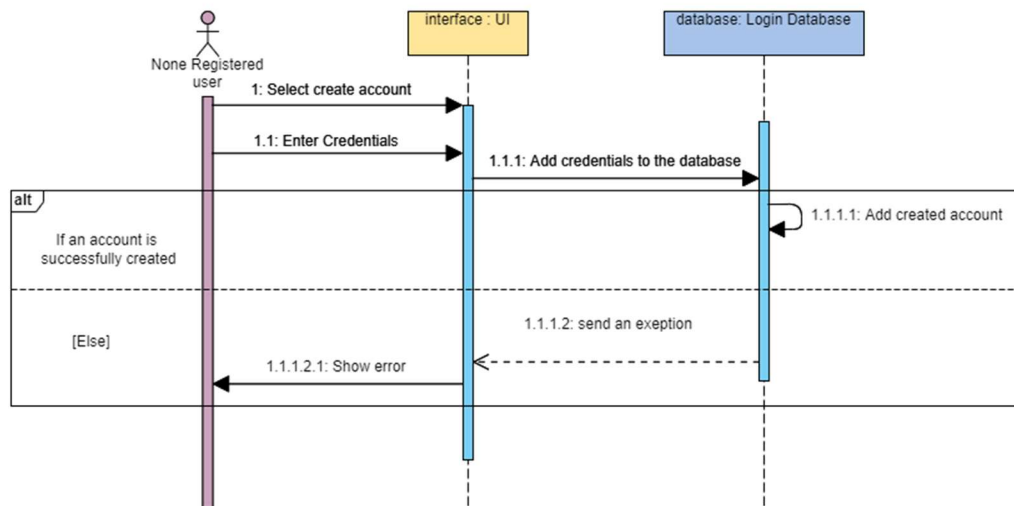 interface : UI
database: Login Database
None Registered
user
1: Select create account
1.1: Enter Credentials
1.1.1: Add credentials to the database
alt
1.1.1.1: Add created account
If an account is
successfully created
1.1.1.2: send an exeption
[Else]
1.1.1.2.1: Show error